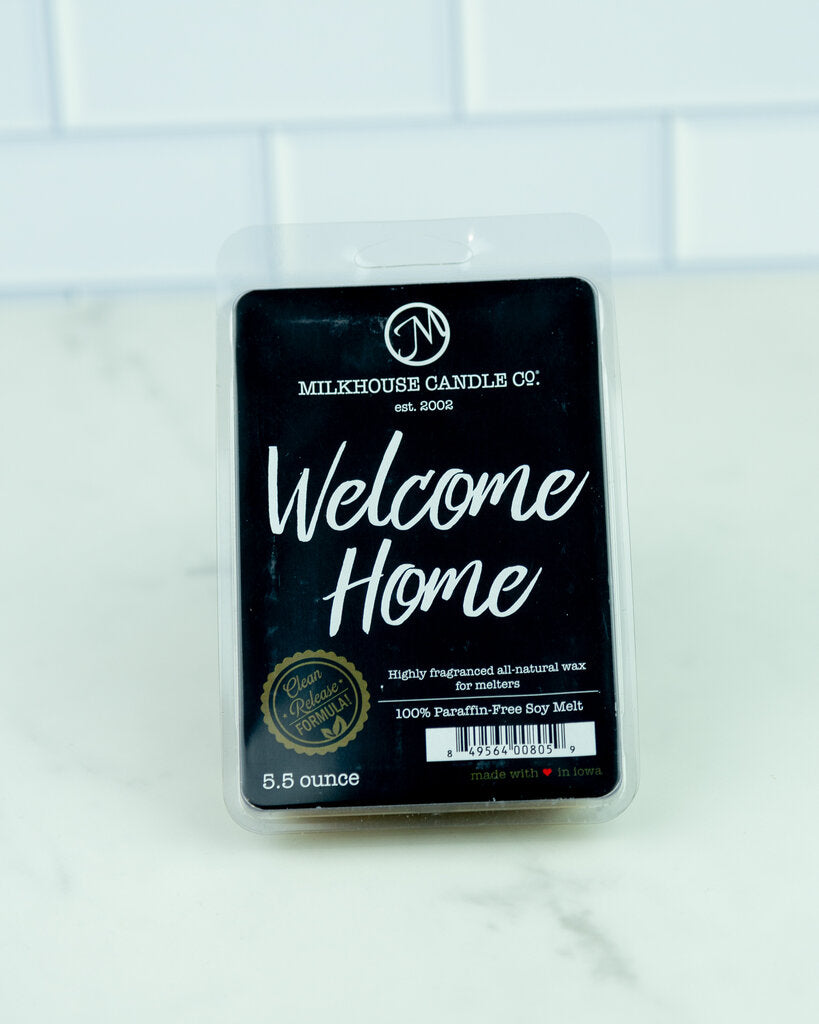 JM
MILKHOUSE CANDLE CO.®
est. 2002
Welcome
Home
Highly fragranced all-natural wax
for melters
100% Paraffin-Free Soy Melt
Clean
Release
FORMULA!
8 49564 00805 9
made with ♥ in iowa
5.5 ounce